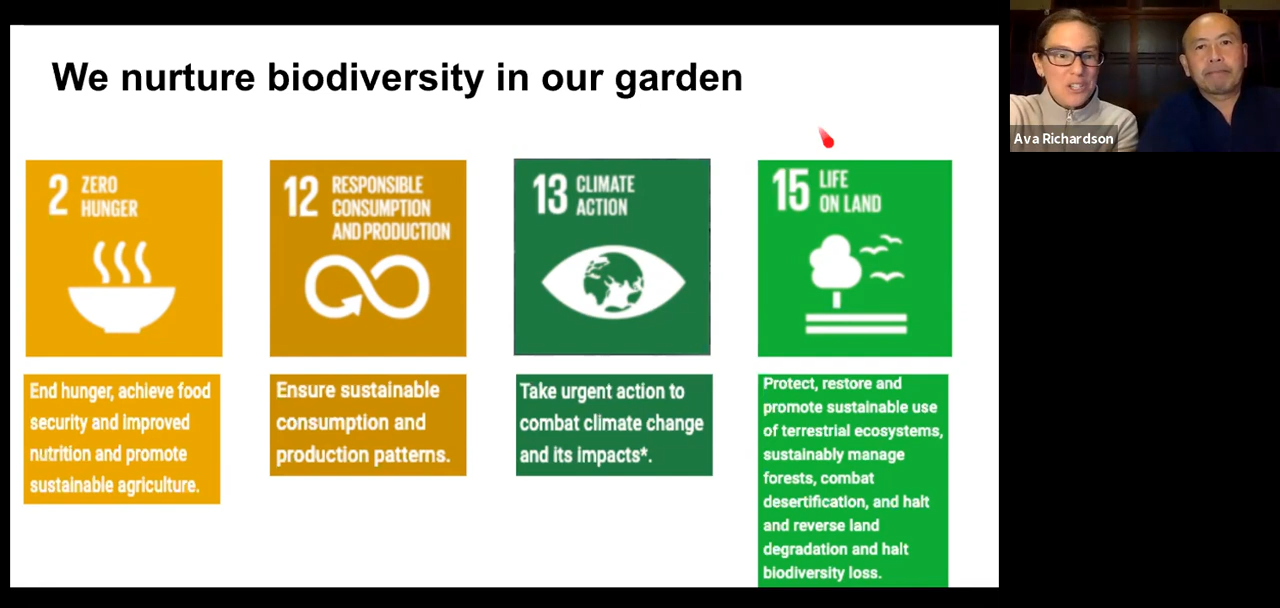 We nurture biodiversity in our garden
2 ZERO
HUNGER
End hunger, achieve food
security and improved
nutrition and promote
sustainable agriculture.
12 RESPONSIBLE
CONSUMPTION
AND PRODUCTION
Ensure sustainable
consumption and
production patterns.
13 CLIMATE
ACTION
Take urgent action to
combat climate change
and its impacts*.
15 LIFE
ON LAND
Protect, restore and
promote sustainable use
of terrestrial ecosystems,
sustainably manage
forests, combat
desertification, and halt
and reverse land
degradation and halt
biodiversity loss.
Ava Richardson